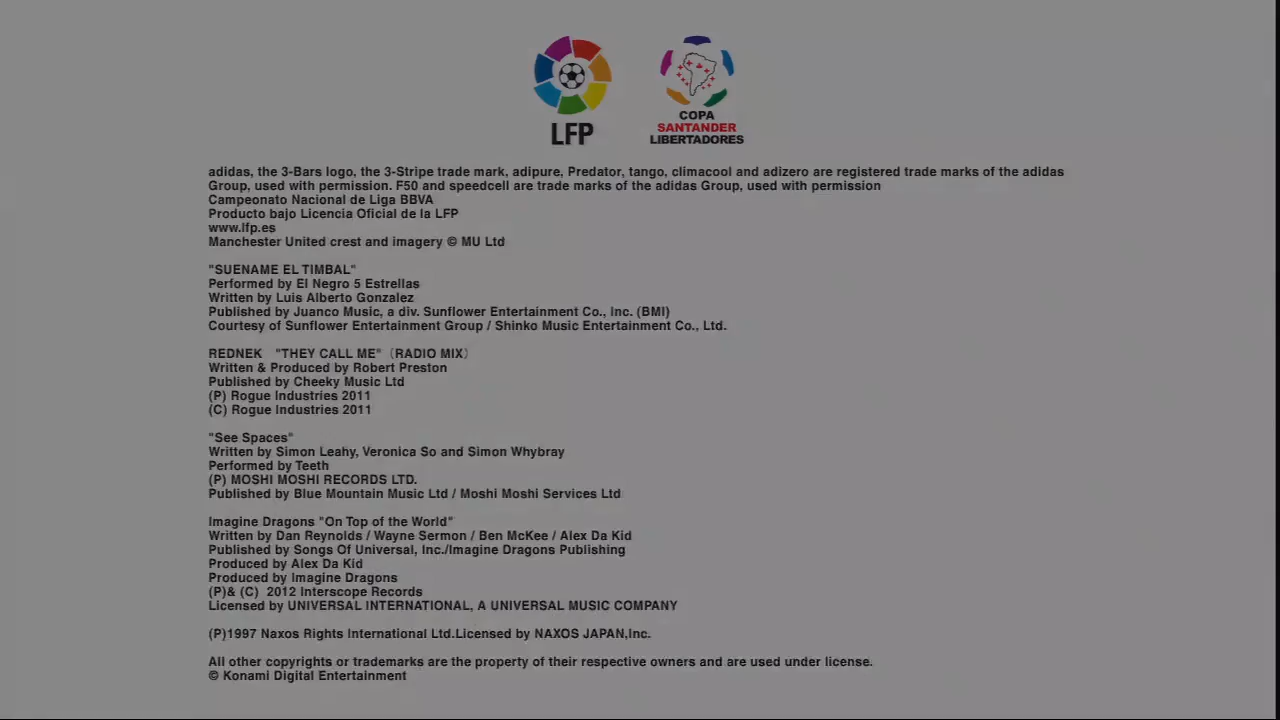 LFP
COPA
SANTANDER
LIBERTADORES
adidas, the 3-Bars logo, the 3-Stripe trade mark, adipure, Predator, tango, climacool and adizero are registered trade marks of the adidas
Group, used with permission. F50 and speedcell are trade marks of the adidas Group, used with permission
Campeonato Nacional de Liga BBVA
Producto bajo Licencia Oficial de la LFP
www.lfp.es
Manchester United crest and imagery © MU Ltd
"SUENAME EL TIMBAL"
Performed by El Negro 5 Estrellas
Written by Luis Alberto Gonzalez
Published by Juanco Music, a div. Sunflower Entertainment Co., Inc. (BMI)
Courtesy of Sunflower Entertainment Group / Shinko Music Entertainment Co., Ltd.
REDNEK　"THEY CALL ME"（RADIO MIX）
Written & Produced by Robert Preston
Published by Cheeky Music Ltd
(P) Rogue Industries 2011
(C) Rogue Industries 2011
"See Spaces"
Written by Simon Leahy, Veronica So and Simon Whybray
Performed by Teeth
(P) MOSHI MOSHI RECORDS LTD.
Published by Blue Mountain Music Ltd / Moshi Moshi Services Ltd
Imagine Dragons "On Top of the World"
Written by Dan Reynolds / Wayne Sermon / Ben McKee / Alex Da Kid
Published by Songs Of Universal, Inc./Imagine Dragons Publishing
Produced by Alex Da Kid
Produced by Imagine Dragons
(P)& (C)  2012 Interscope Records
Licensed by UNIVERSAL INTERNATIONAL, A UNIVERSAL MUSIC COMPANY
(P)1997 Naxos Rights International Ltd.Licensed by NAXOS JAPAN,Inc.
All other copyrights or trademarks are the property of their respective owners and are used under license.
© Konami Digital Entertainment